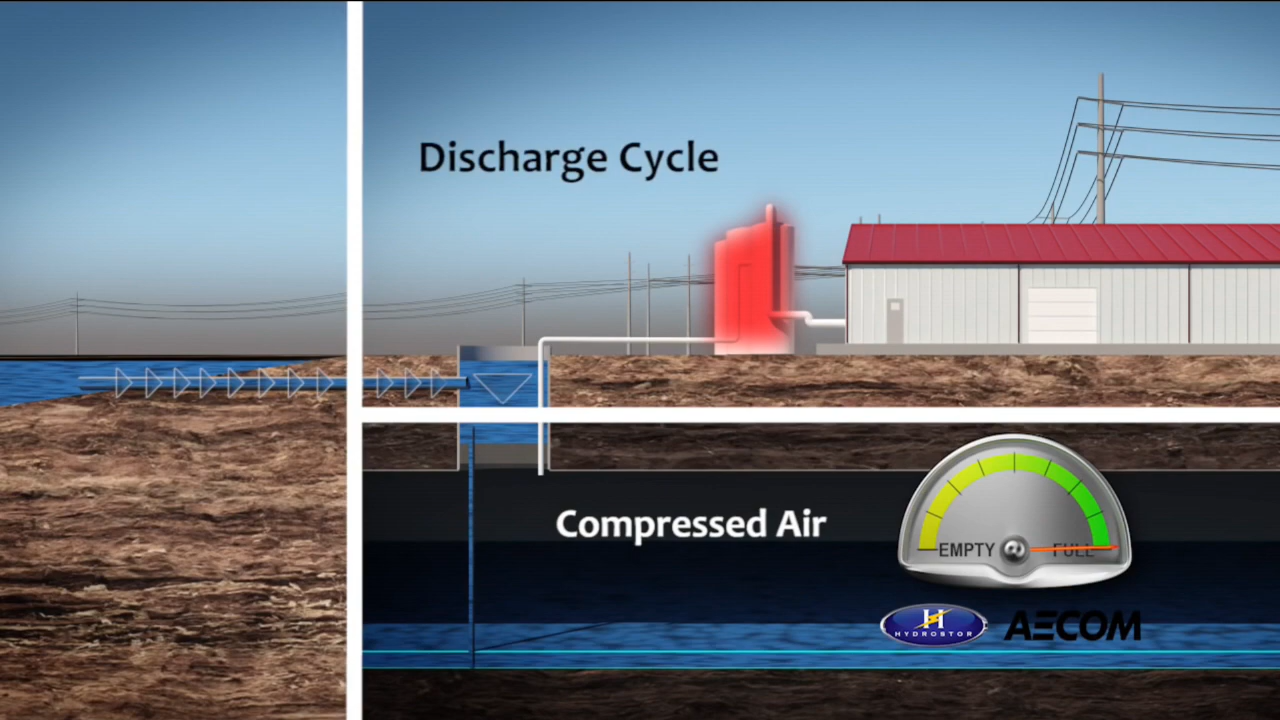 Discharge Cycle
Compressed Air
EMPTY
FULL
H
HYDROSTOR
AECOM